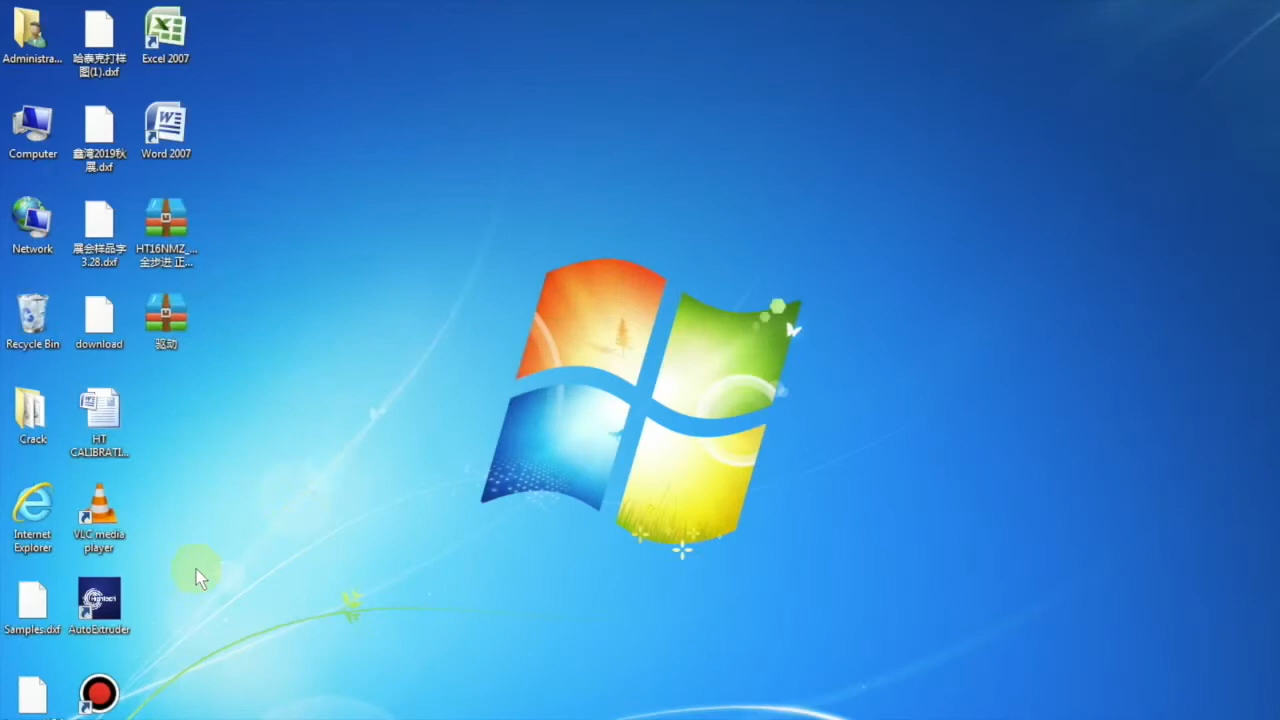 Administra...
哈泰克打样
图(1).dxf
Excel 2007
Computer
鑫湾2019秋
展.dxf
Word 2007
Network
展会样品字
3.28.dxf
HT16NMZ_...
全步进 正...
Recycle Bin
download
驱动
Crack
HT
CALIBRATI...
Internet
Explorer
VLC media
player
Samples.dxf
AutoExtruder